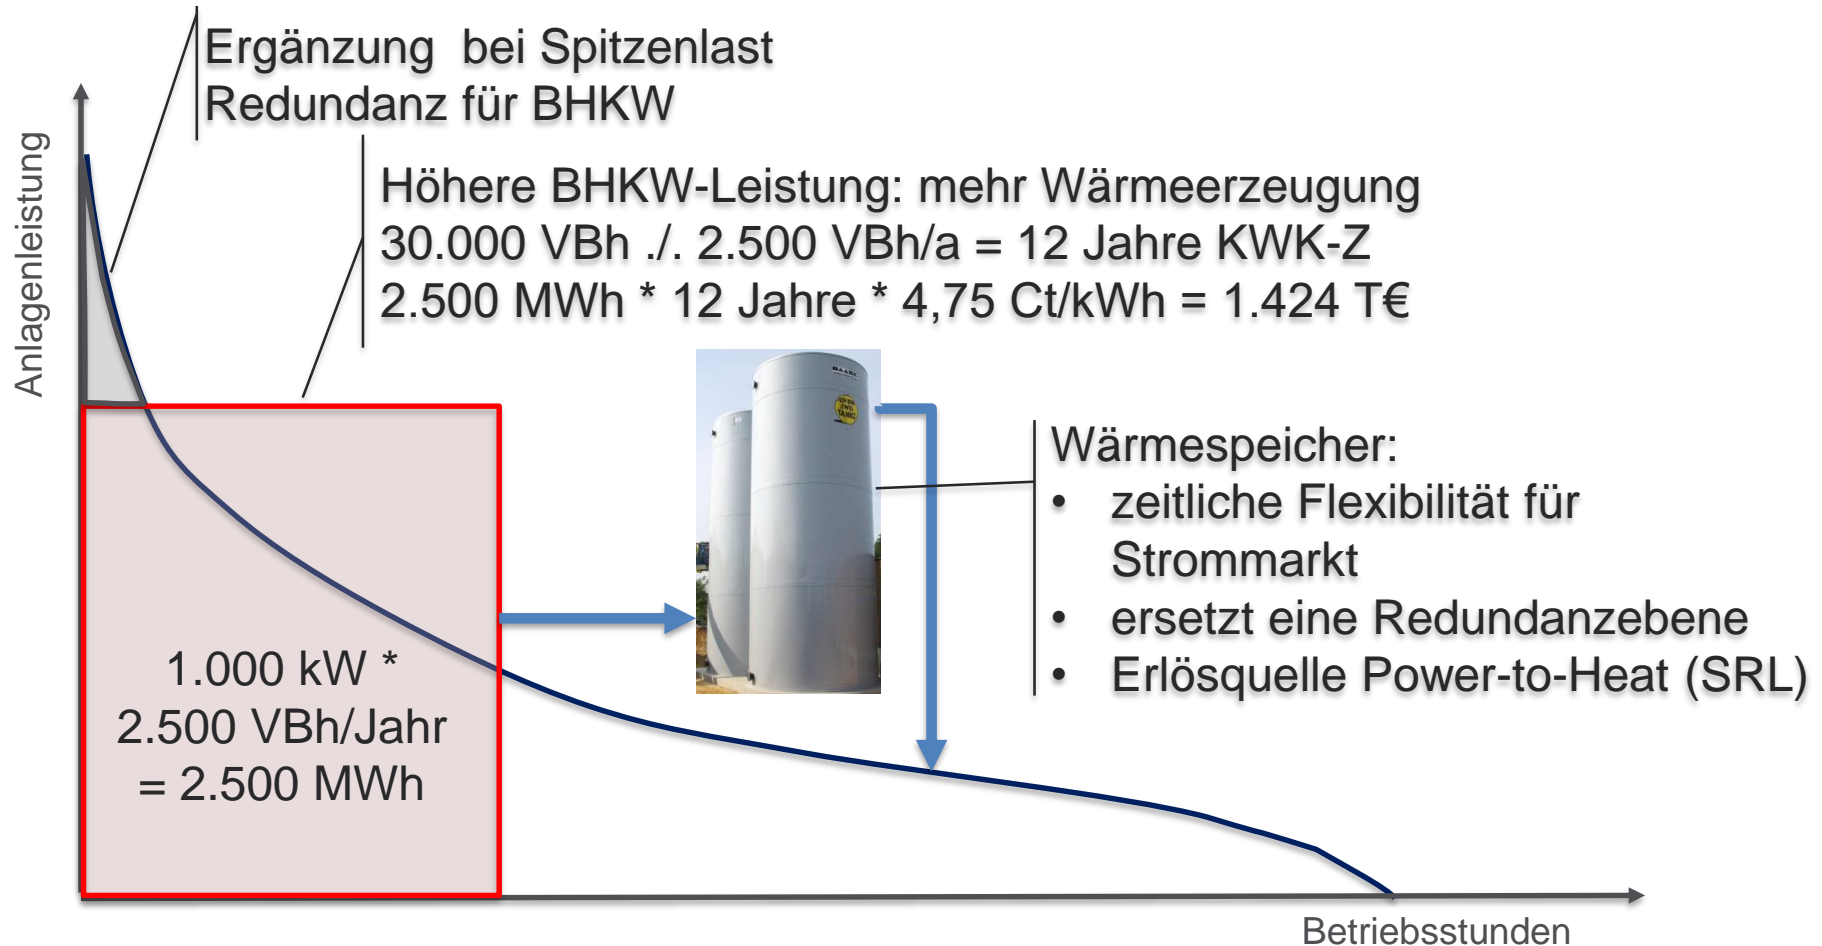 Ergänzung bei Spitzenlast
Redundanz für BHKW
Anlagenleistung
Höhere BHKW-Leistung: mehr Wärmeerzeugung
30.000 VBh ./. 2.500 VBh/a = 12 Jahre KWK-Z
2.500 MWh * 12 Jahre * 4,75 Ct/kWh = 1.424 T€
Wärmespeicher:
• zeitliche Flexibilität für
Strommarkt
• ersetzt eine Redundanzebene
• Erlösquelle Power-to-Heat (SRL)
1.000 kW *
2.500 VBh/Jahr
= 2.500 MWh
Betriebsstunden